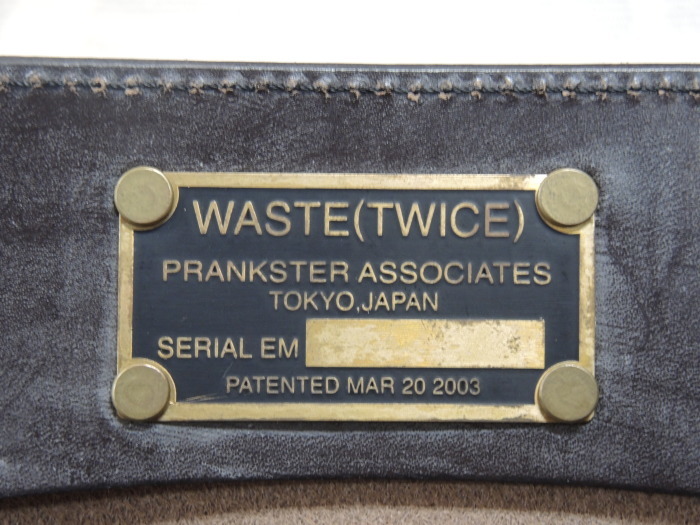 WASTE(TWICE)
PRANKSTER ASSOCIATES
TOKYO,JAPAN
SERIAL EM
PATENTED MAR 20 2003